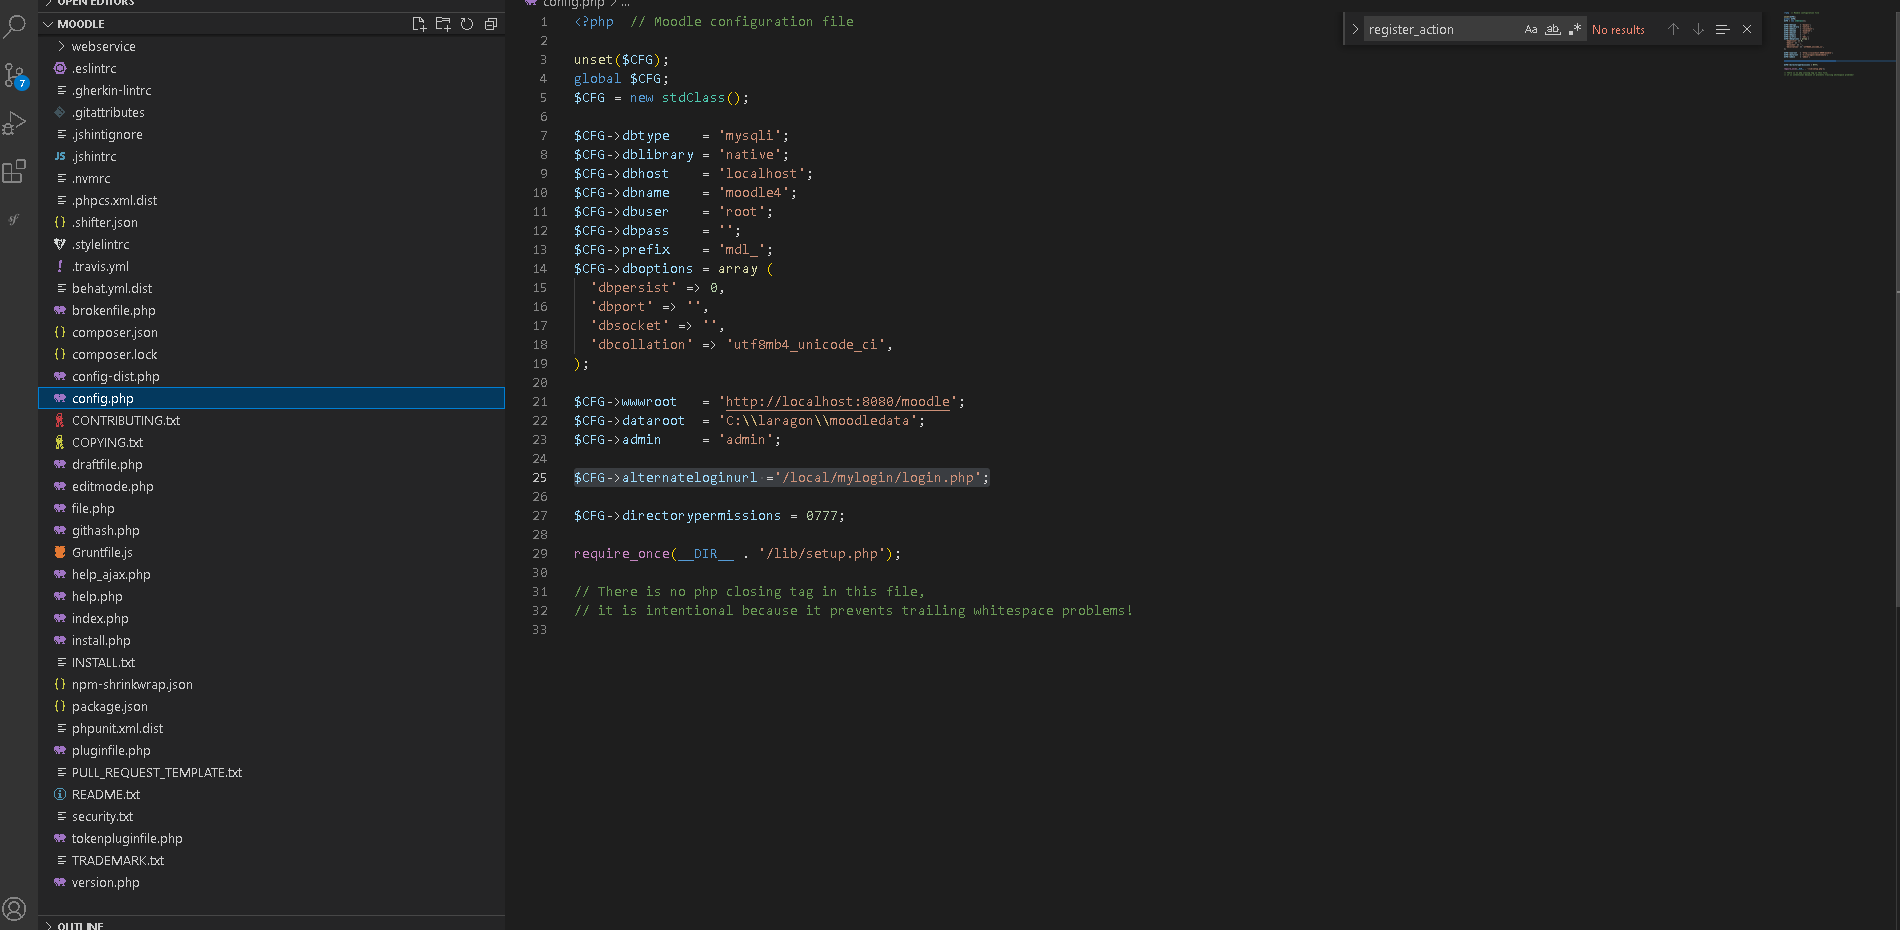 OPEN EDITORS
MOODLE
webservice
.eslintrc
.gherkin-lintrc
.gitattributes
.jshintignore
JS .jshintrc
.nvmrc
.phpcs.xml.dist
{} .shifter.json
.stylelintrc
! .travis.yml
behat.yml.dist
brokenfile.php
{} composer.json
{} composer.lock
config-dist.php
config.php
CONTRIBUTING.txt
COPYING.txt
draftfile.php
editmode.php
file.php
githash.php
Gruntfile.js
help_ajax.php
help.php
index.php
install.php
INSTALL.txt
{} npm-shrinkwrap.json
{} package.json
phpunit.xml.dist
pluginfile.php
PULL_REQUEST_TEMPLATE.txt
README.txt
security.txt
tokenpluginfile.php
TRADEMARK.txt
version.php
OUTLINE
7
config.php > ...
1 <?php  // Moodle configuration file
2
3 unset($CFG);
4 global $CFG;
5 $CFG = new stdClass();
6
7 $CFG->dbtype    = 'mysqli';
8 $CFG->dblibrary = 'native';
9 $CFG->dbhost    = 'localhost';
10 $CFG->dbname    = 'moodle4';
11 $CFG->dbuser    = 'root';
12 $CFG->dbpass    = '';
13 $CFG->prefix    = 'mdl_';
14 $CFG->dboptions = array (
15   'dbpersist' => 0,
16   'dbport' => '',
17   'dbsocket' => '',
18   'dbcollation' => 'utf8mb4_unicode_ci',
19 );
20
21 $CFG->wwwroot   = 'http://localhost:8080/moodle';
22 $CFG->dataroot  = 'C:\\laragon\\moodledata';
23 $CFG->admin     = 'admin';
24
25 $CFG->alternateloginurl ='/local/mylogin/login.php';
26
27 $CFG->directorypermissions = 0777;
28
29 require_once(__DIR__ . '/lib/setup.php');
30
31 // There is no php closing tag in this file,
32 // it is intentional because it prevents trailing whitespace problems!
33
register_action
Aa ab .*
No results